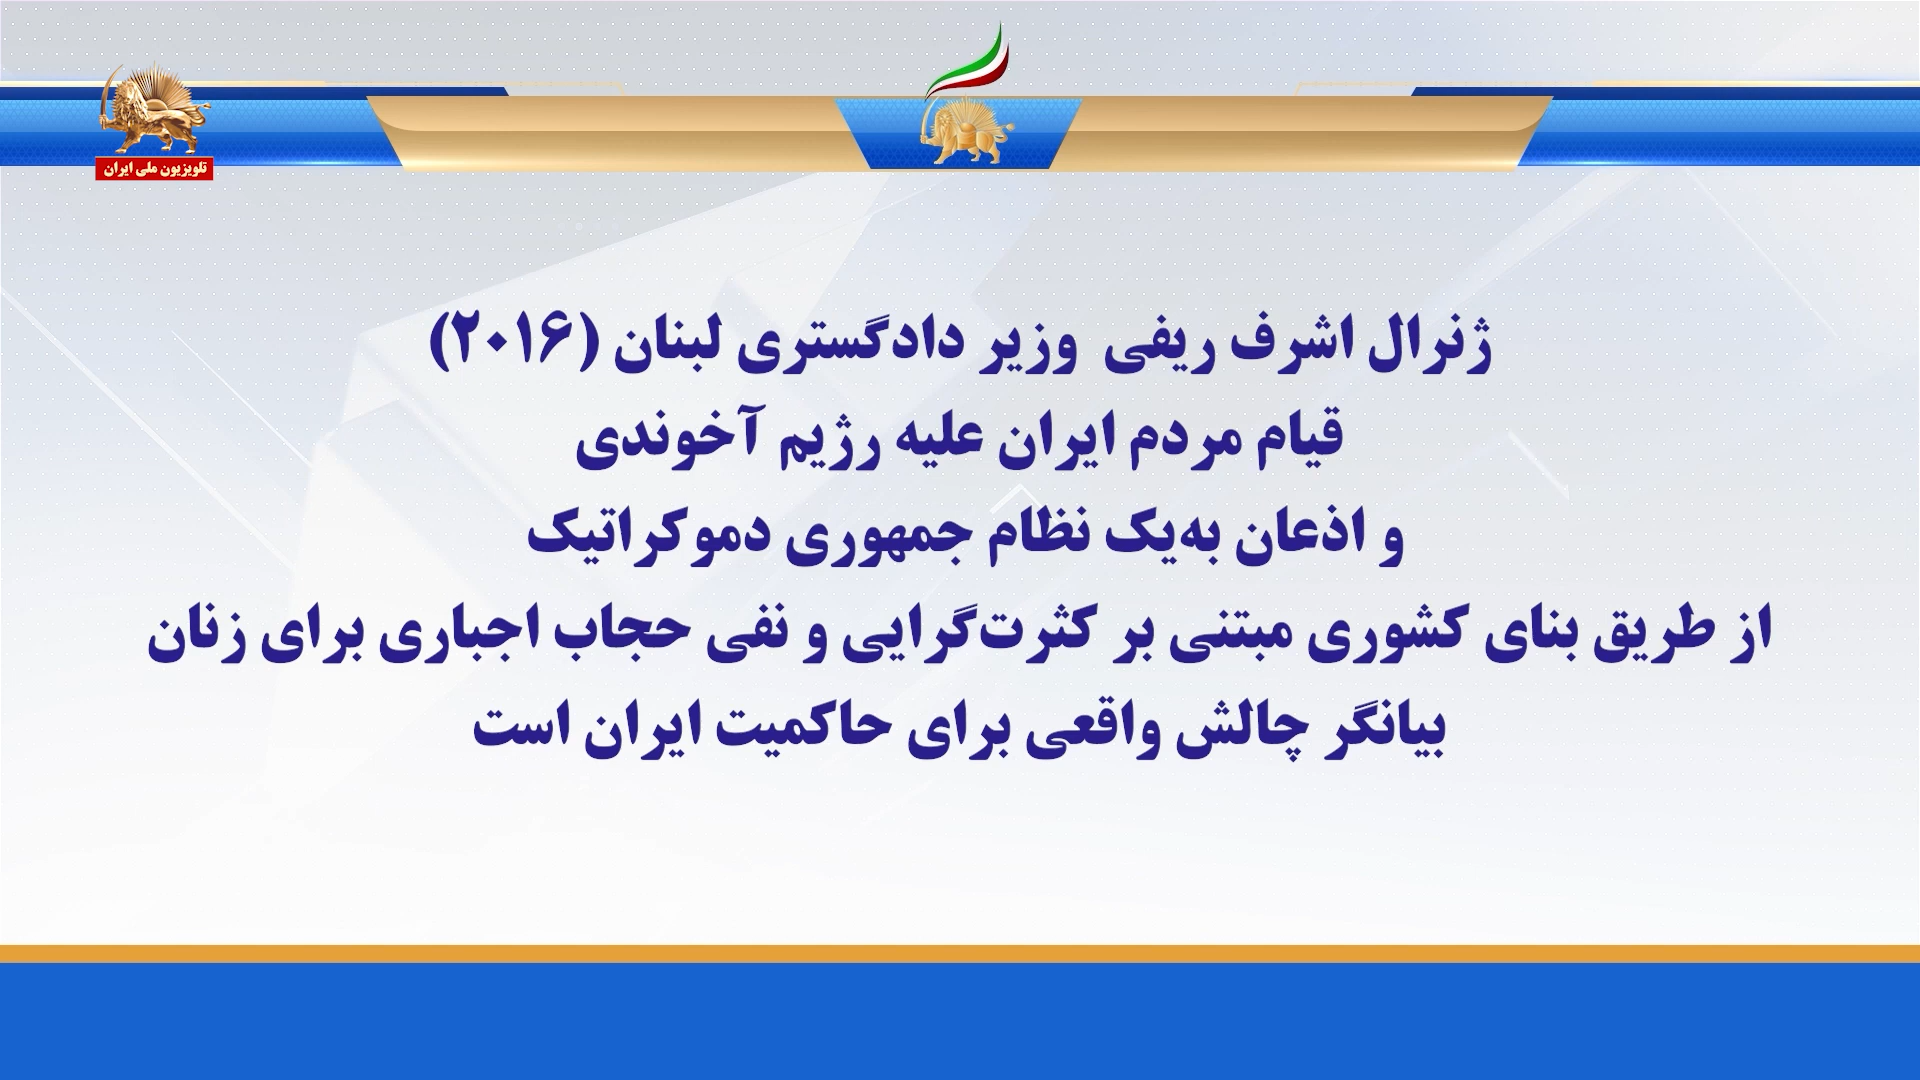 تلویزیون ملی ایران
ژنرال اشرف ریفی وزیر دادگستری لبنان (۲۰۱۶)
قیام مردم ایران علیه رژیم آخوندی
و اذعان به‌یک نظام جمهوری دموکراتیک
از طریق بنای کشوری مبتنی بر کثرت‌گرایی و نفی حجاب اجباری برای زنان
بیانگر چالش واقعی برای حاکمیت ایران است